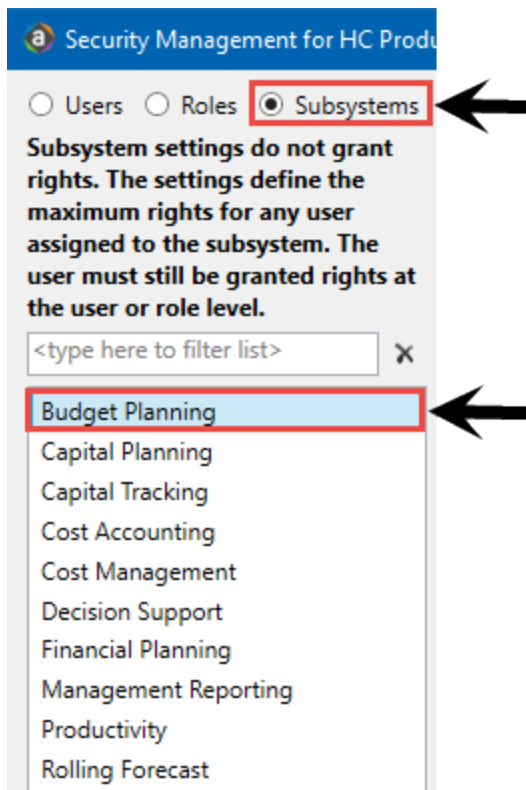 Security Management for HC Produ
Users Roles Subsystems
Subsystem settings do not grant
rights. The settings define the
maximum rights for any user
assigned to the subsystem. The
user must still be granted rights at
the user or role level.
<type here to filter list>
Budget Planning
Capital Planning
Capital Tracking
Cost Accounting
Cost Management
Decision Support
Financial Planning
Management Reporting
Productivity
Rolling Forecast